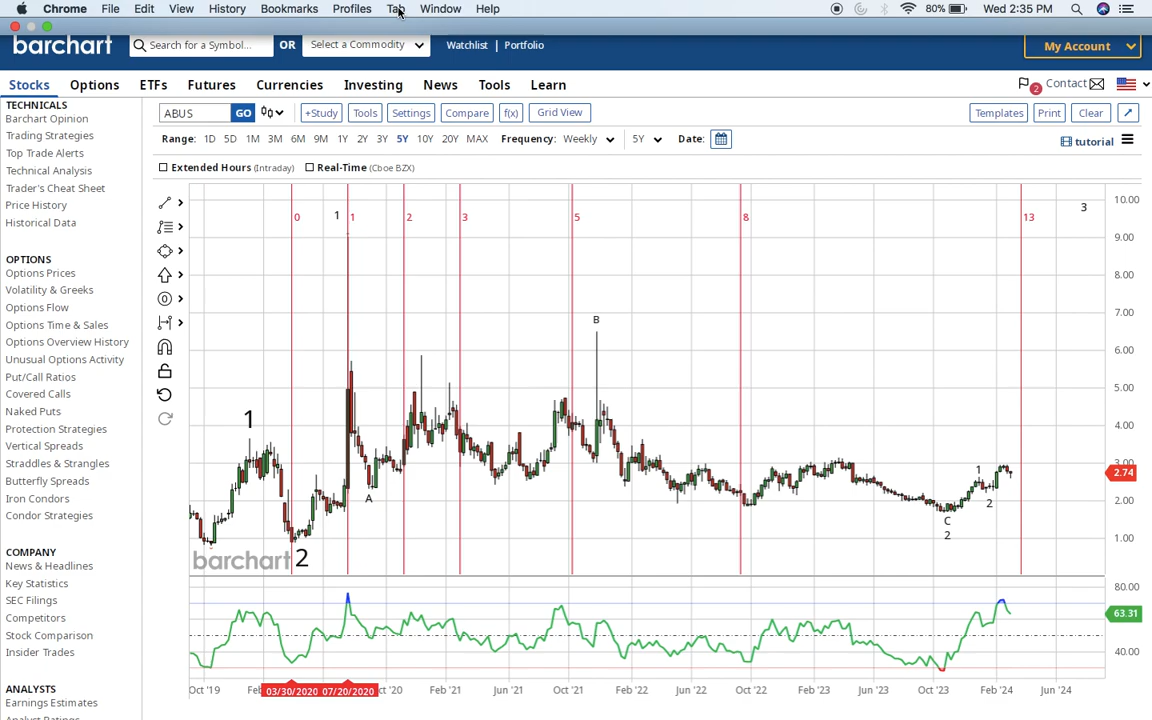 Chrome File Edit View History Bookmarks Profiles Tab Window Help 80% Wed 2:35 PM
barchart Search for a Symbol... OR Select a Commodity Watchlist | Portfolio My Account
Stocks Options ETFs Futures Currencies Investing News Tools Learn 2 Contact
TECHNICALS
Barchart Opinion
Trading Strategies
Top Trade Alerts
Technical Analysis
Trader's Cheat Sheet
Price History
Historical Data
OPTIONS
Options Prices
Volatility & Greeks
Options Flow
Options Time & Sales
Options Overview History
Unusual Options Activity
Put/Call Ratios
Covered Calls
Naked Puts
Protection Strategies
Vertical Spreads
Straddles & Strangles
Butterfly Spreads
Iron Condors
Condor Strategies
COMPANY
News & Headlines
Key Statistics
SEC Filings
Competitors
Stock Comparison
Insider Trades
ANALYSTS
Earnings Estimates
ABUS GO +Study Tools Settings Compare f(x) Grid View Templates Print Clear
Range: 1D 5D 1M 3M 6M 9M 1Y 2Y 3Y 5Y 10Y 20Y MAX Frequency: Weekly 5Y Date: tutorial
Extended Hours (Intraday) Real-Time (Cboe BZX)
0 1 1 2 3 5 8 13 3
10.00
9.00
8.00
7.00
6.00
5.00
4.00
3.00
2.74
2.00
1.00
B
1
A
1
2
C
2
2
barchart
80.00
63.31
40.00
Oct '19 03/30/2020 07/20/2020 Feb '21 Jun '21 Oct '21 Feb '22 Jun '22 Oct '22 Feb '23 Jun '23 Oct '23 Feb '24 Jun '24